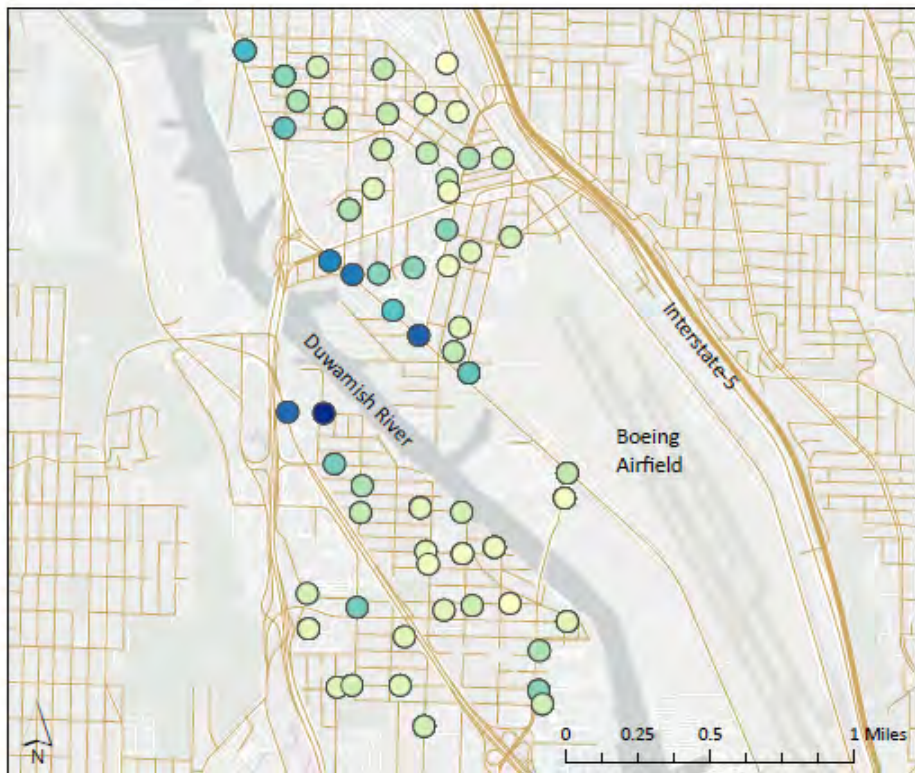 Interstate-5
Duwamish River
Boeing
Airfield
N
0 0.25 0.5 1 Miles